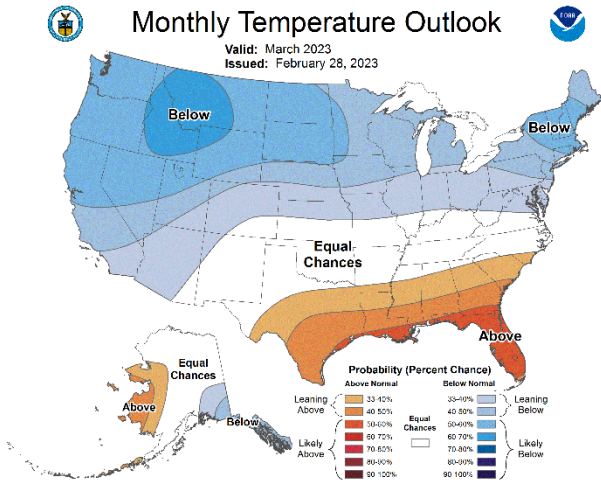 Monthly Temperature Outlook
NOAA
Valid: March 2023
Issued: February 28, 2023
Below
Below
Equal
Chances
Above
Equal
Chances
Above
Below
Probability (Percent Chance)
Above Normal
Below Normal
Leaning
Above
33-40%
40-50%
Likely
Above
50-60%
60-70%
70-80%
80-90%
90-100%
Equal
Chances
33-40%
40-50%
Leaning
Below
50-60%
60-70%
70-80%
80-90%
90-100%
Likely
Below